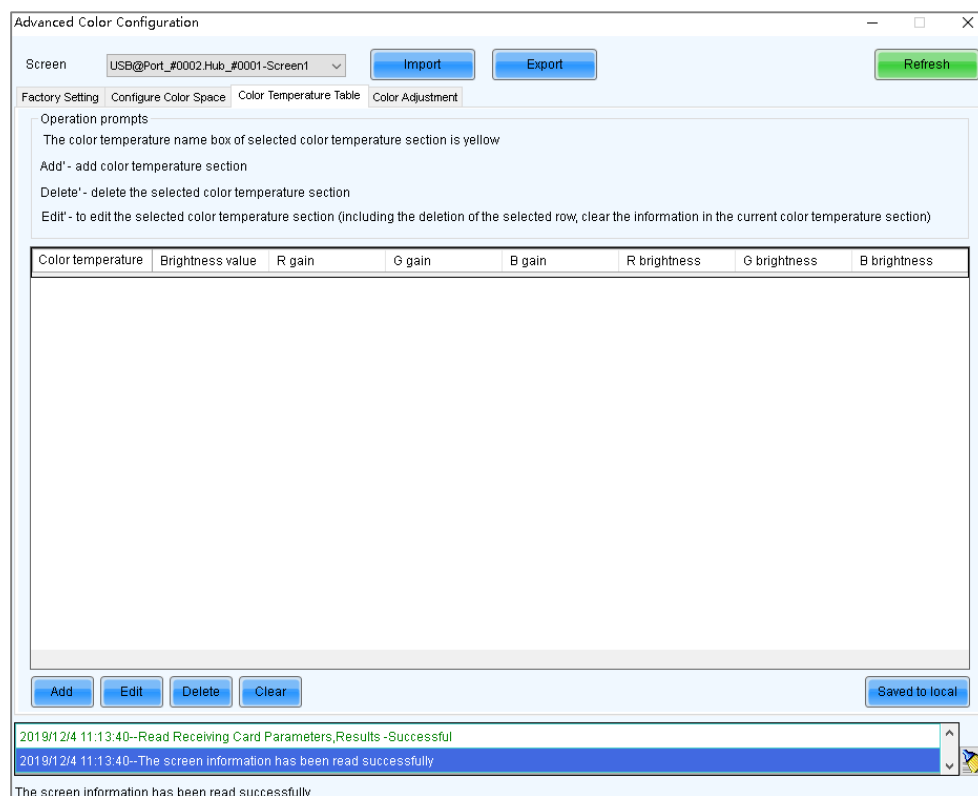 Advanced Color Configuration
Screen USB@Port_#0002.Hub_#0001-Screen1 Import Export Refresh
Factory Setting Configure Color Space Color Temperature Table Color Adjustment
Operation prompts
The color temperature name box of selected color temperature section is yellow
Add' - add color temperature section
Delete' - delete the selected color temperature section
Edit' - to edit the selected color temperature section (including the deletion of the selected row, clear the information in the current color temperature section)
Color temperature Brightness value R gain G gain B gain R brightness G brightness B brightness
Add Edit Delete Clear Saved to local
2019/12/4 11:13:40--Read Receiving Card Parameters,Results -Successful
2019/12/4 11:13:40--The screen information has been read successfully
The screen information has been read successfully